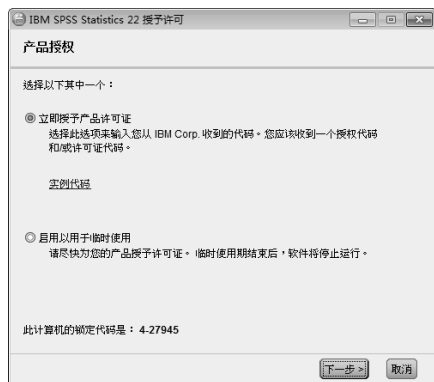 IBM SPSS Statistics 22 授予许可
产品授权
选择以下其中一个：
立即授予产品许可证
选择此选项来输入您从 IBM Corp. 收到的代码。您应该收到一个授权代码
和/或许可证代码。
实例代码
启用以用于临时使用
请尽快为您的产品授予许可证。临时使用期结束后，软件将停止运行。
此计算机的锁定代码是： 4-27945
下一步 >
取消